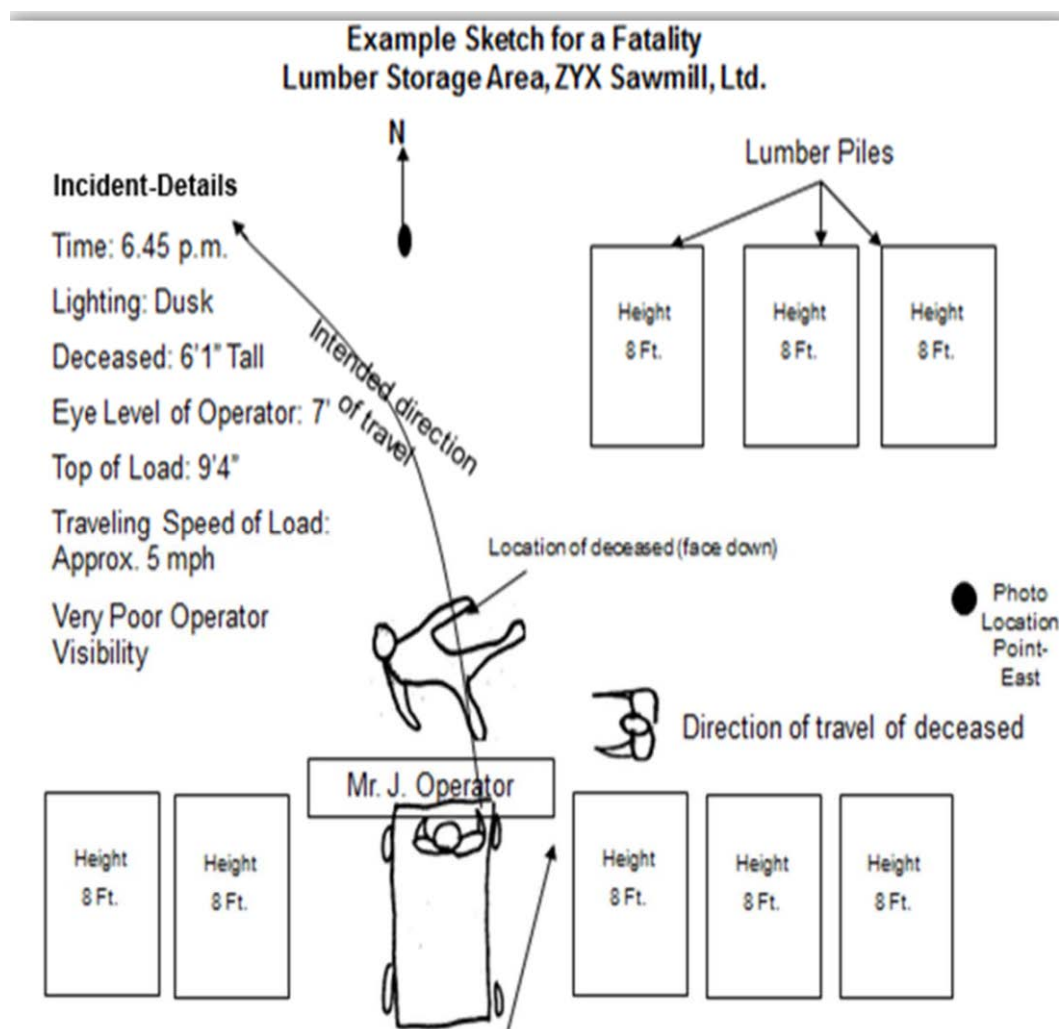 Example Sketch for a Fatality
Lumber Storage Area, ZYX Sawmill, Ltd.
N
Lumber Piles
Incident-Details
Time: 6.45 p.m.
Lighting: Dusk
Deceased: 6'1" Tall
Eye Level of Operator: 7'
Top of Load: 9'4"
Traveling Speed of Load:
Approx. 5 mph
Very Poor Operator
Visibility
Intended direction
of travel
Height
8 Ft.
Height
8 Ft.
Height
8 Ft.
Location of deceased (face down)
Photo
Location
Point-
East
Direction of travel of deceased
Mr. J. Operator
Height
8 Ft.
Height
8 Ft.
Height
8 Ft.
Height
8 Ft.
Height
8 Ft.